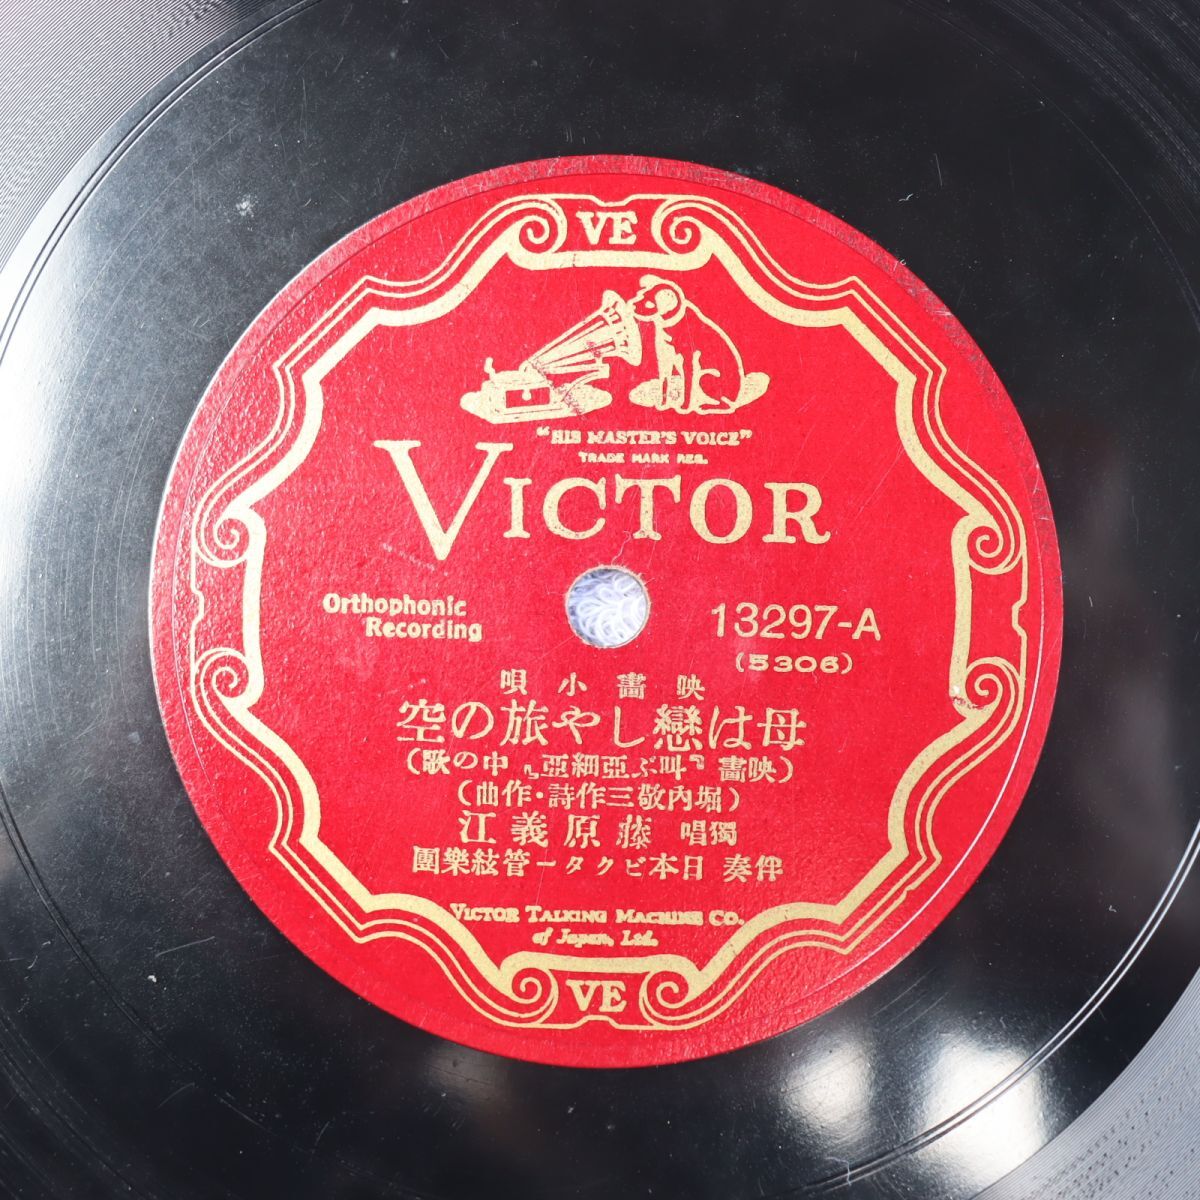 VE
"HIS MASTER'S VOICE"
TRADE MARK REG.
VICTOR
Orthophonic
Recording
13297-A
(5306)
映畵小唄
母は戀しや旅の空
(映畵『叫ぶ亞細亞』中の歌)
(堀内敬三作詩・作曲)
獨唱 藤原義江
伴奏 日本ビクター管絃樂團
VICTOR TALKING MACHINE CO.
of Japan, Ltd.
VE